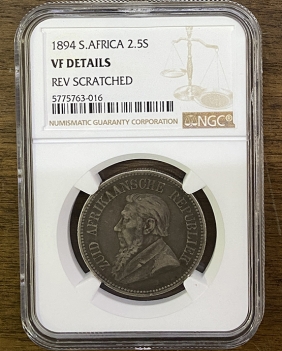 1894 S.AFRICA 2.5S
VF DETAILS
REV SCRATCHED
5775763-016
NUMISMATIC GUARANTY CORPORATION
NGC®
ZUID AFRIKAANSCHE REPUBLIEK